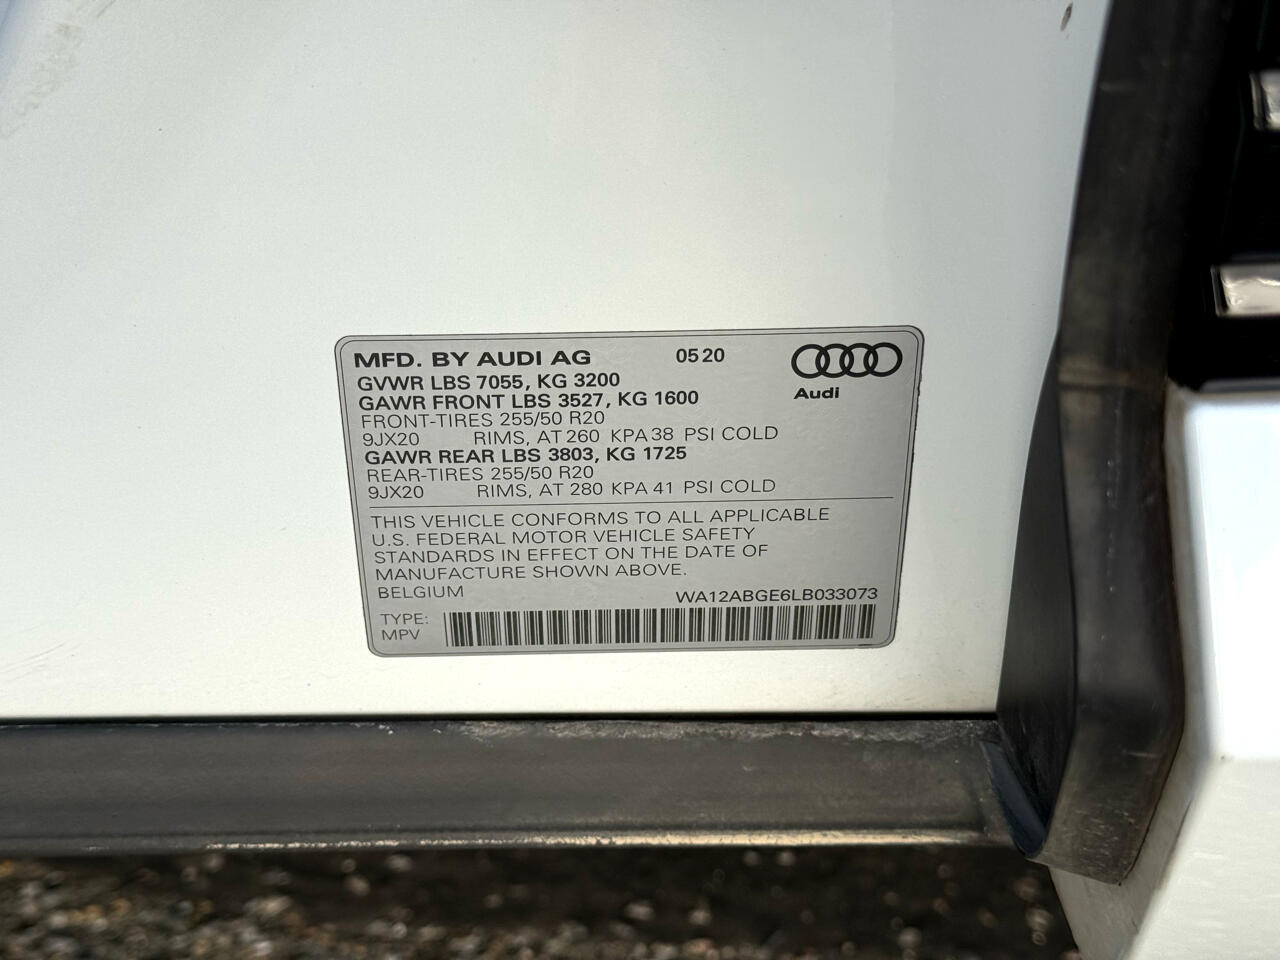 MFD. BY AUDI AG 05 20
Audi
GVWR LBS 7055, KG 3200
GAWR FRONT LBS 3527, KG 1600
FRONT-TIRES 255/50 R20
9JX20 RIMS, AT 260 KPA 38 PSI COLD
GAWR REAR LBS 3803, KG 1725
REAR-TIRES 255/50 R20
9JX20 RIMS, AT 280 KPA 41 PSI COLD
THIS VEHICLE CONFORMS TO ALL APPLICABLE
U.S. FEDERAL MOTOR VEHICLE SAFETY
STANDARDS IN EFFECT ON THE DATE OF
MANUFACTURE SHOWN ABOVE.
BELGIUM WA12ABGE6LB033073
TYPE:
MPV